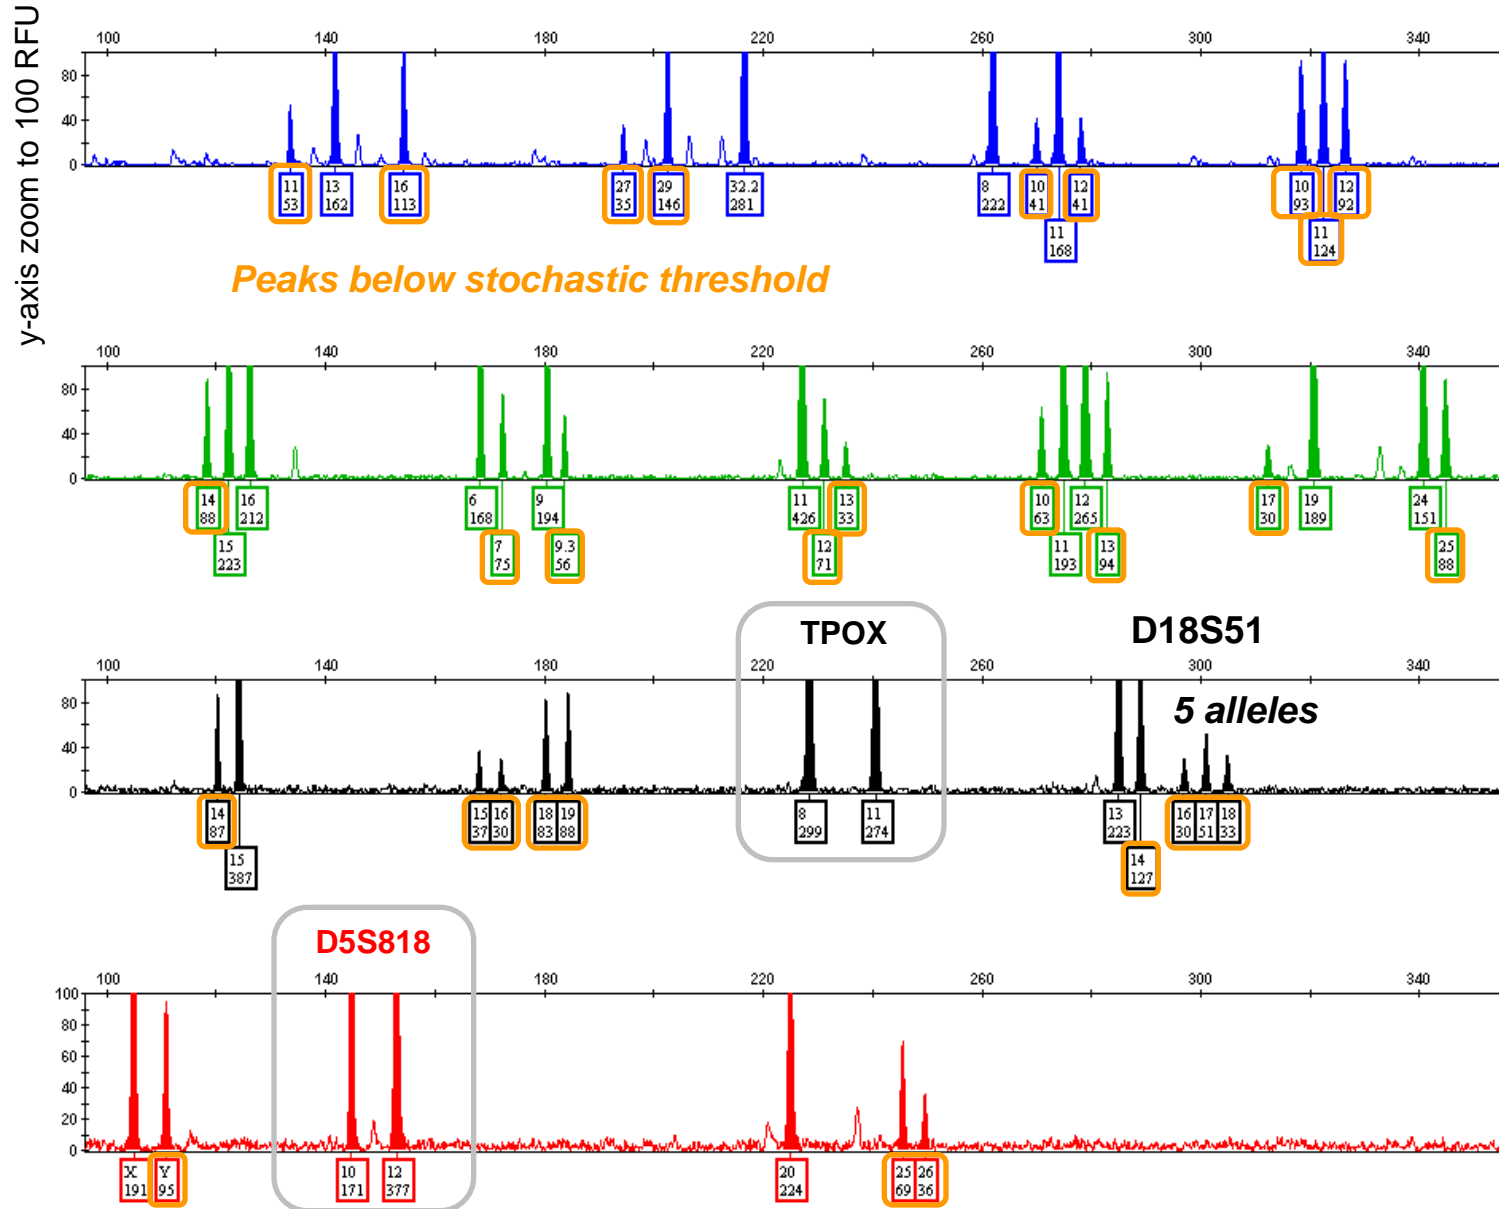 y-axis zoom to 100 RFU
100 140 180 220 260 300 340
80
40
0
11 13 16 27 29 32.2 8 10 12 10 12
53 162 113 35 146 281 222 41 41 93 92
11 11
168 124
Peaks below stochastic threshold
100 140 180 220 260 300 340
80
40
0
14 16 6 9 11 13 10 12 17 19 24
88 212 168 194 426 33 63 265 30 189 151
15 7 9.3 12 11 13 25
223 75 56 71 193 94 88
TPOX D18S51
100 140 180 220 260 300 340
5 alleles
80
40
0
14 15 16 18 19 8 11 13 16 17 18
87 37 30 83 88 299 274 223 30 51 33
15 14
387 127
D5S818
100 140 180 220 260 300 340
100
80
60
40
20
0
X Y 10 12 20 25 26
191 95 171 377 224 69 36